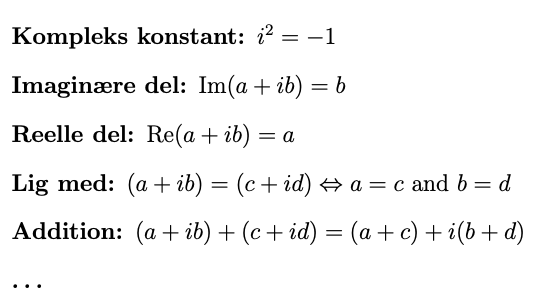 Kompleks konstant: i² = −1
Imaginære del: Im(a + ib) = b
Reelle del: Re(a + ib) = a
Lig med: (a + ib) = (c + id) ⇔ a = c and b = d
Addition: (a + ib) + (c + id) = (a + c) + i(b + d)
...